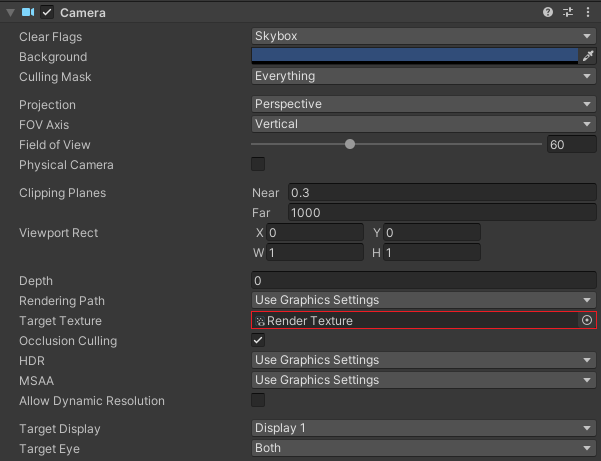 Camera
Clear Flags Skybox
Background
Culling Mask Everything
Projection Perspective
FOV Axis Vertical
Field of View 60
Physical Camera
Clipping Planes Near 0.3
Far 1000
Viewport Rect X 0 Y 0
W 1 H 1
Depth 0
Rendering Path Use Graphics Settings
Target Texture Render Texture
Occlusion Culling
HDR Use Graphics Settings
MSAA Use Graphics Settings
Allow Dynamic Resolution
Target Display Display 1
Target Eye Both